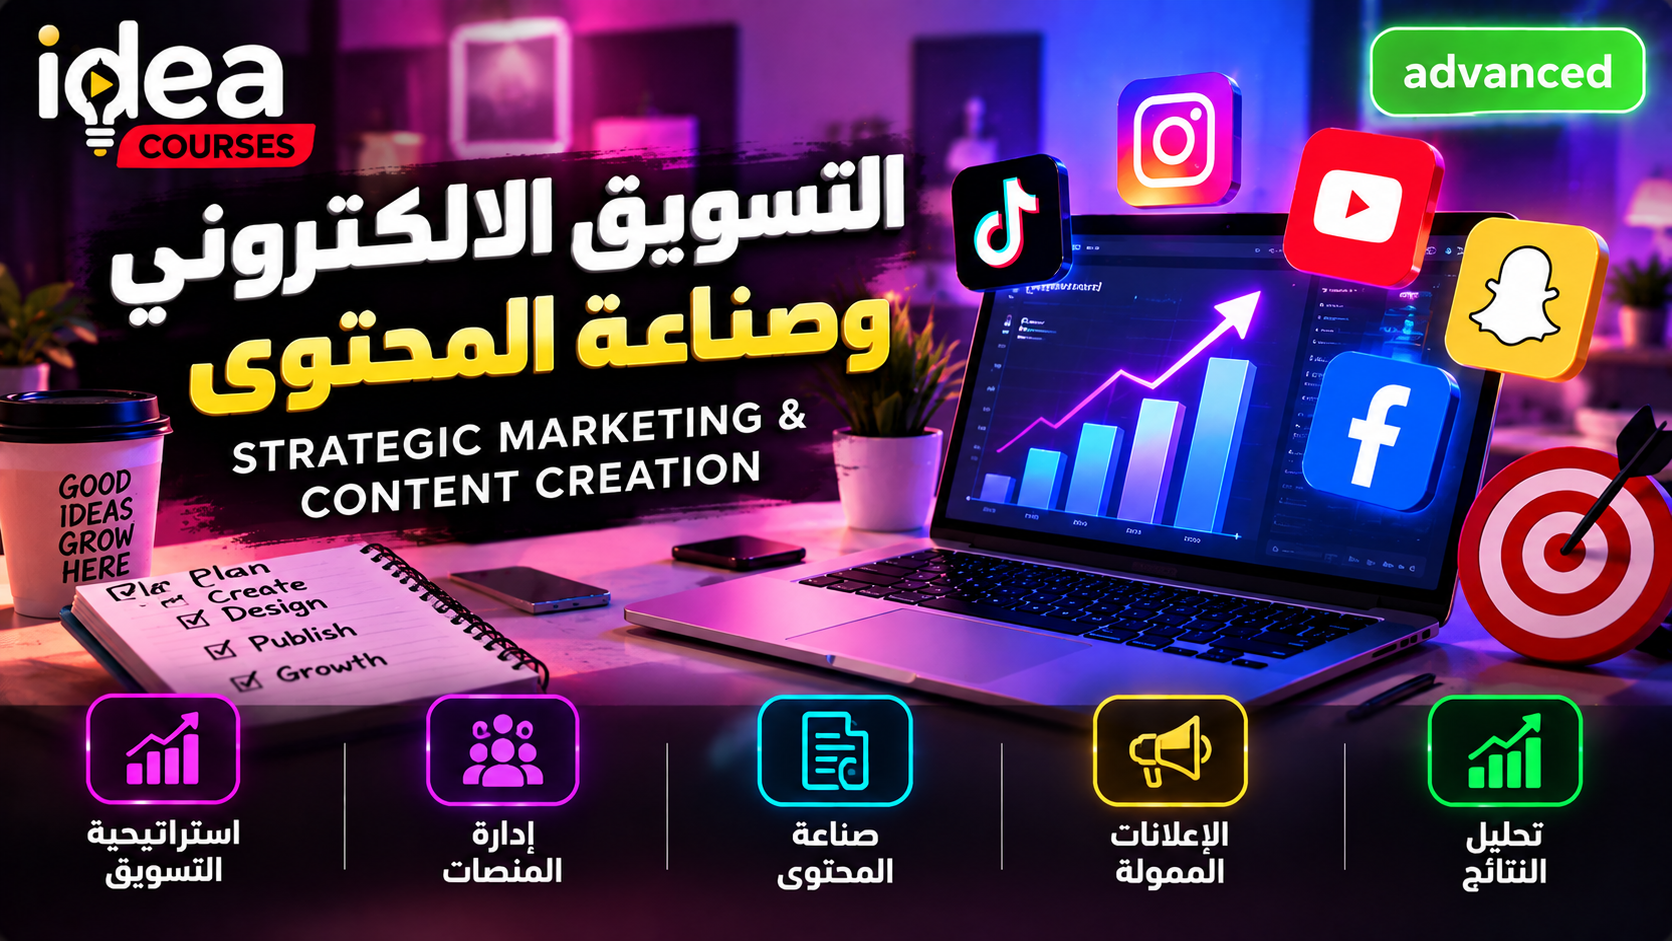 idea
COURSES
advanced
التسويق الالكتروني
وصناعة المحتوى
STRATEGIC MARKETING &
CONTENT CREATION
GOOD
IDEAS
GROW
HERE
Plan
Create
Design
Publish
Growth
استراتيجية
التسويق
إدارة
المنصات
صناعة
المحتوى
الإعلانات
الممولة
تحليل
النتائج